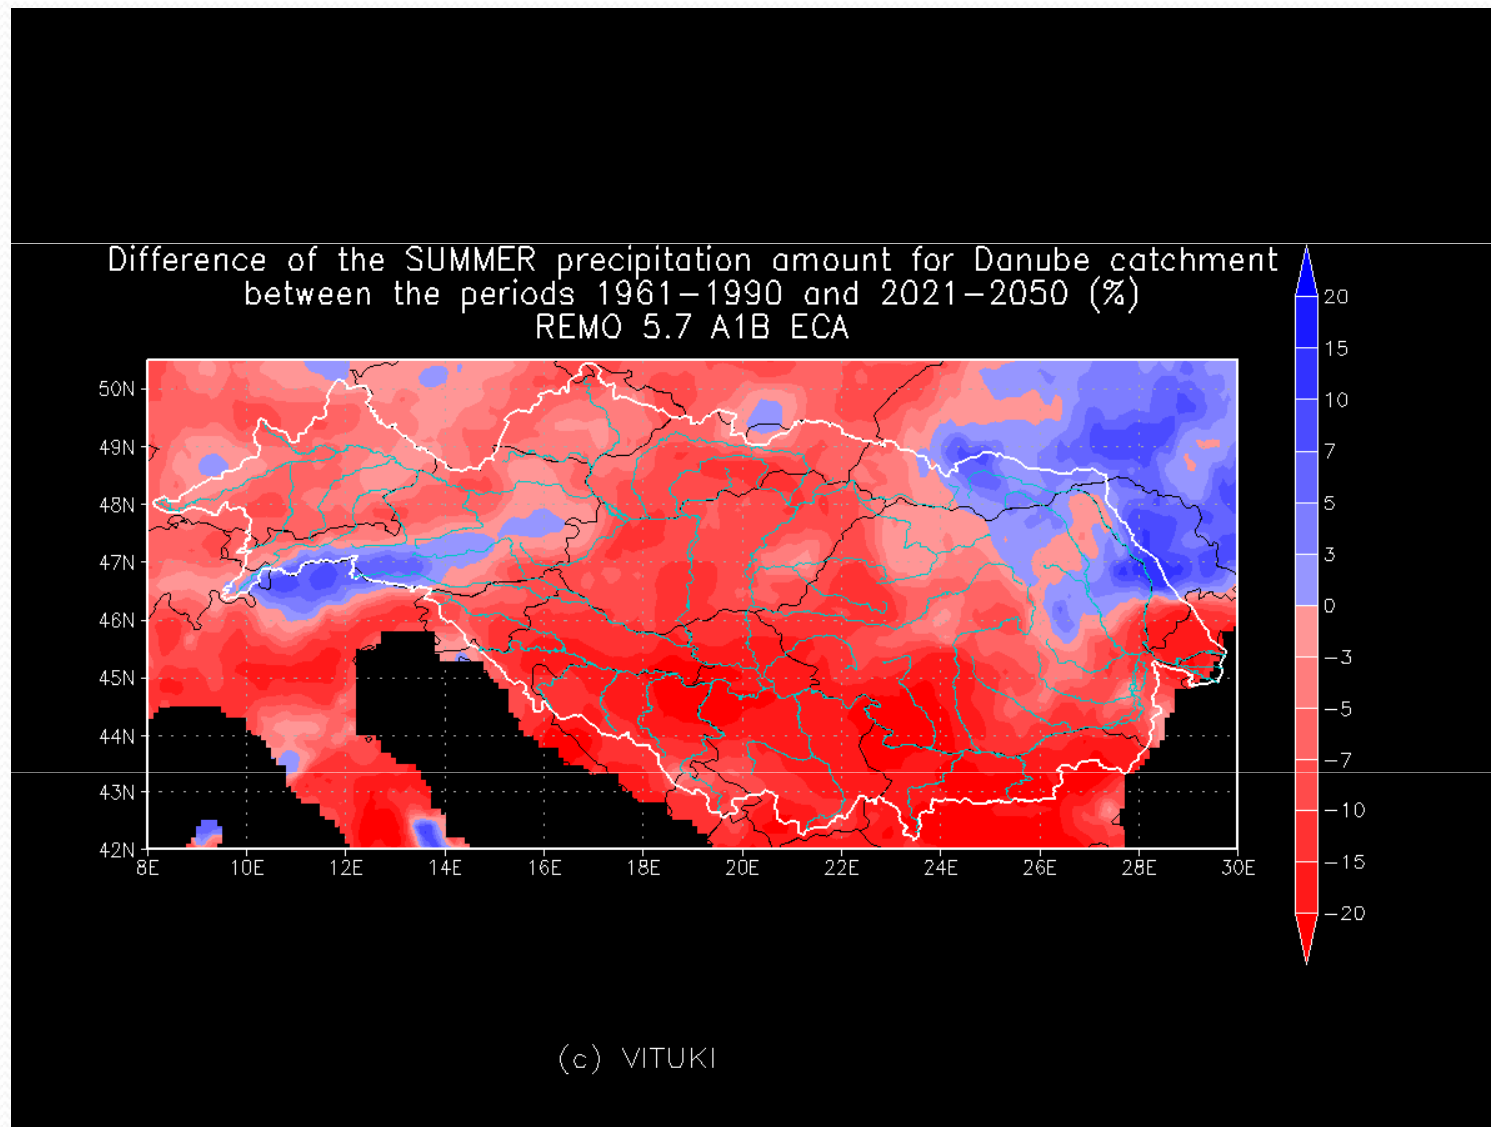 Difference of the SUMMER precipitation amount for Danube catchment
between the periods 1961-1990 and 2021-2050 (%)
REMO 5.7 A1B ECA
20
15
10
7
5
3
0
-3
-5
-7
-10
-15
-20
50N
49N
48N
47N
46N
45N
44N
43N
42N
8E 10E 12E 14E 16E 18E 20E 22E 24E 26E 28E 30E
(c) VITUKI